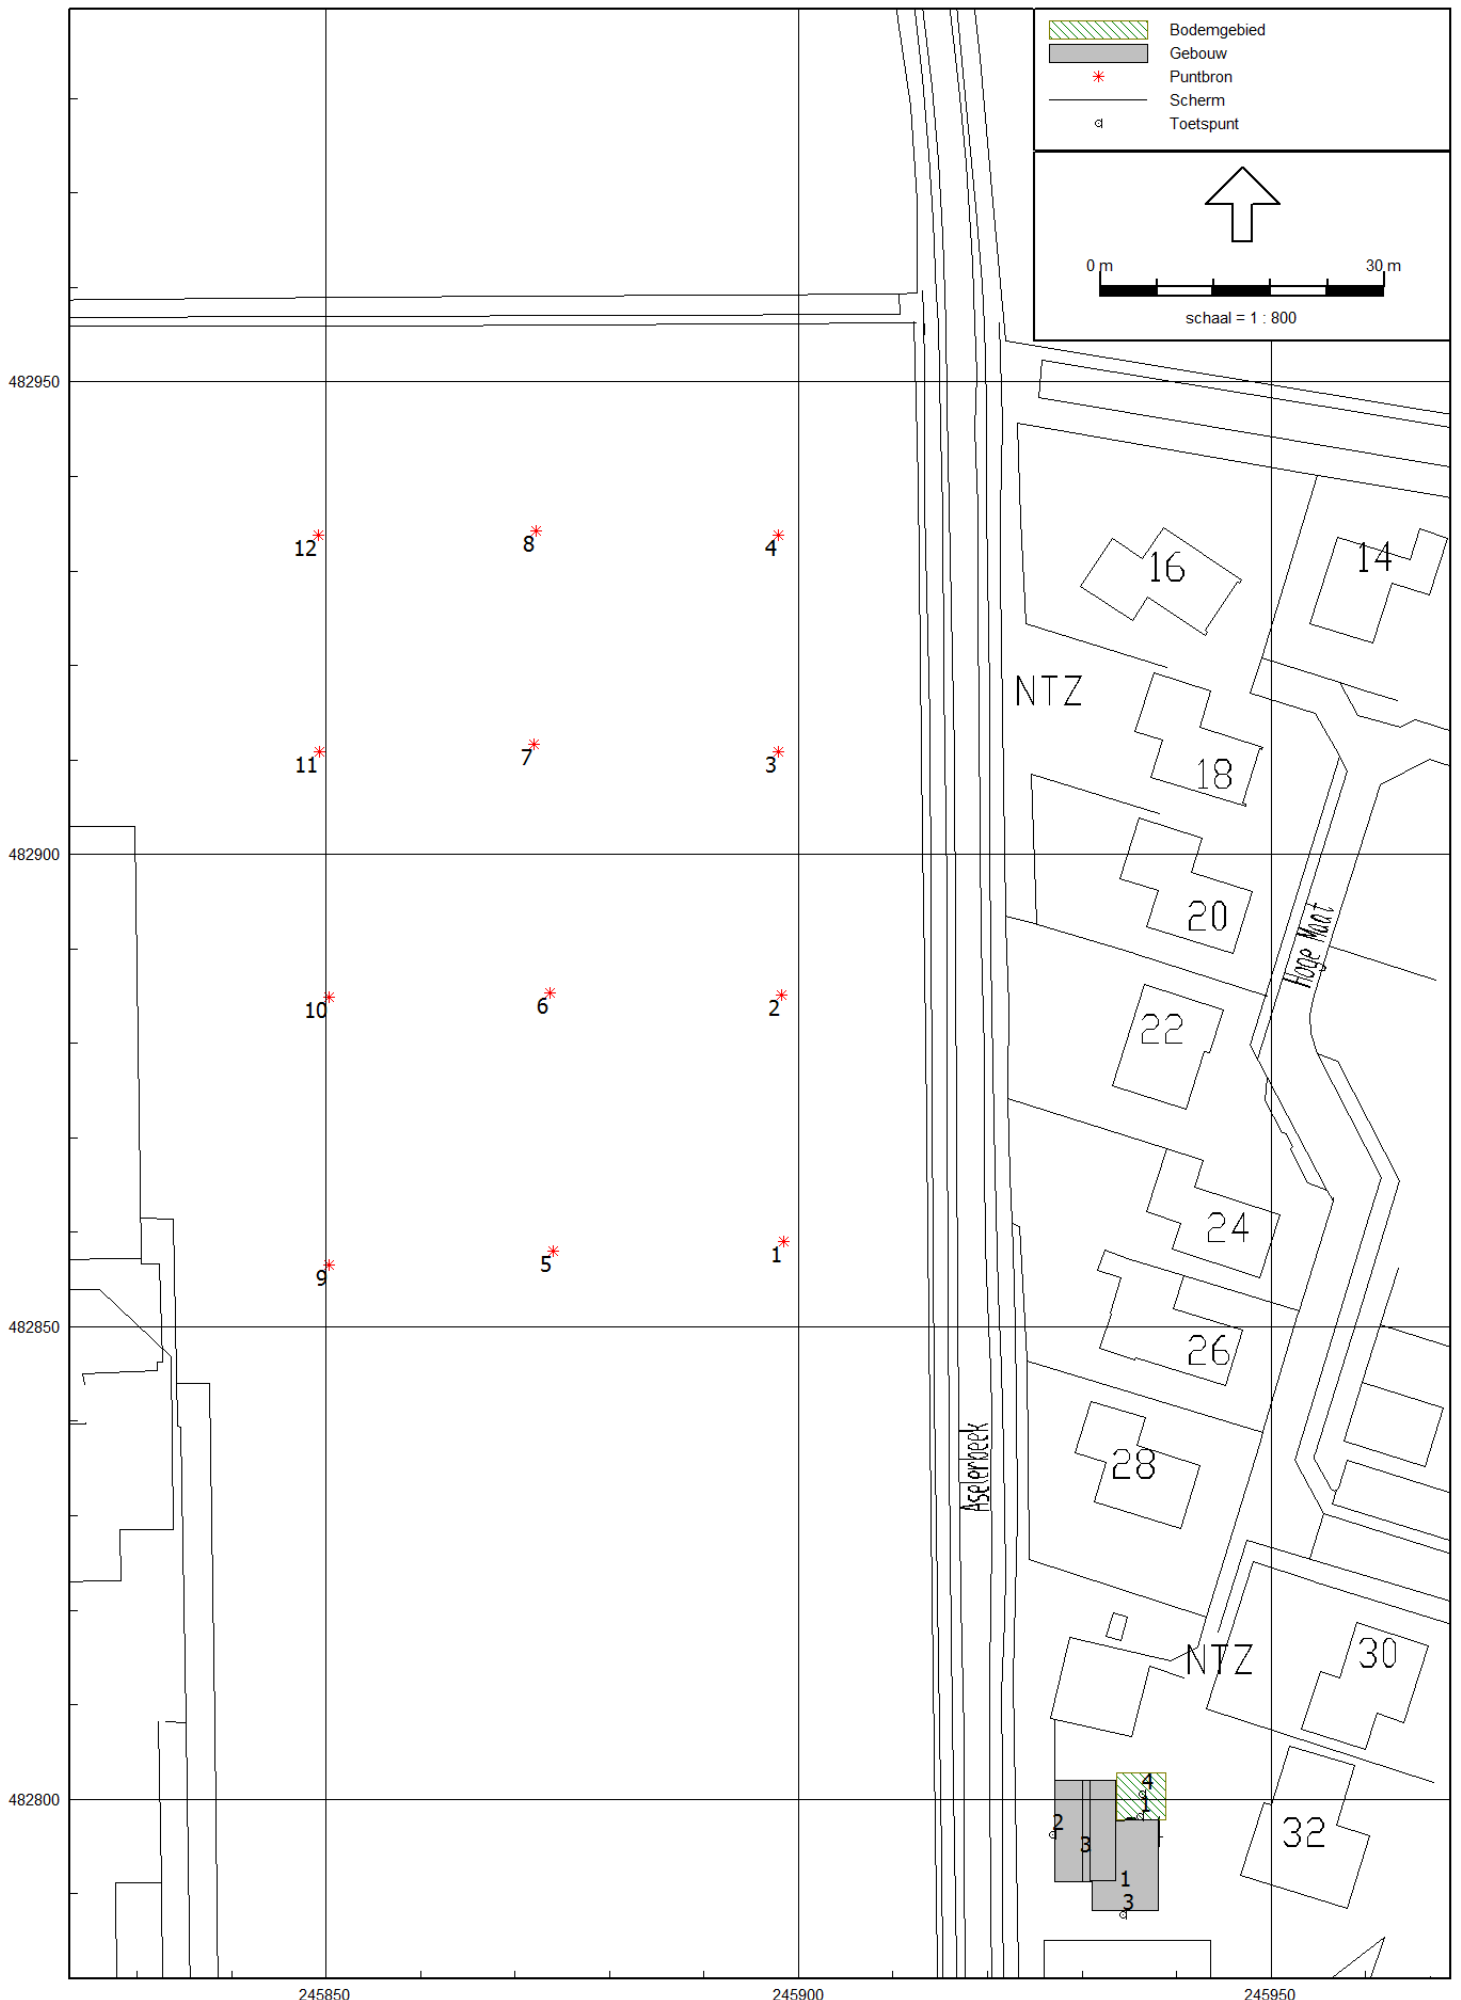 Bodemgebied
Gebouw
Puntbron
Scherm
Toetspunt
0 m 30 m
schaal = 1 : 800
482950
12 8 4
16 14
NTZ
11 7 3
18
482900
20
Hoge Maat
10 6 2
22
24
9 5 1
482850
26
28
Aselerbeek
NTZ
30
482800
4
1
2
3
32
1
3
245850 245900 245950